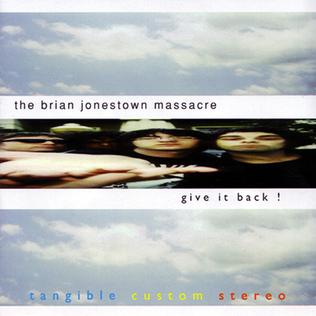 the brian jonestown massacre
give it back !
tangible custom stereo